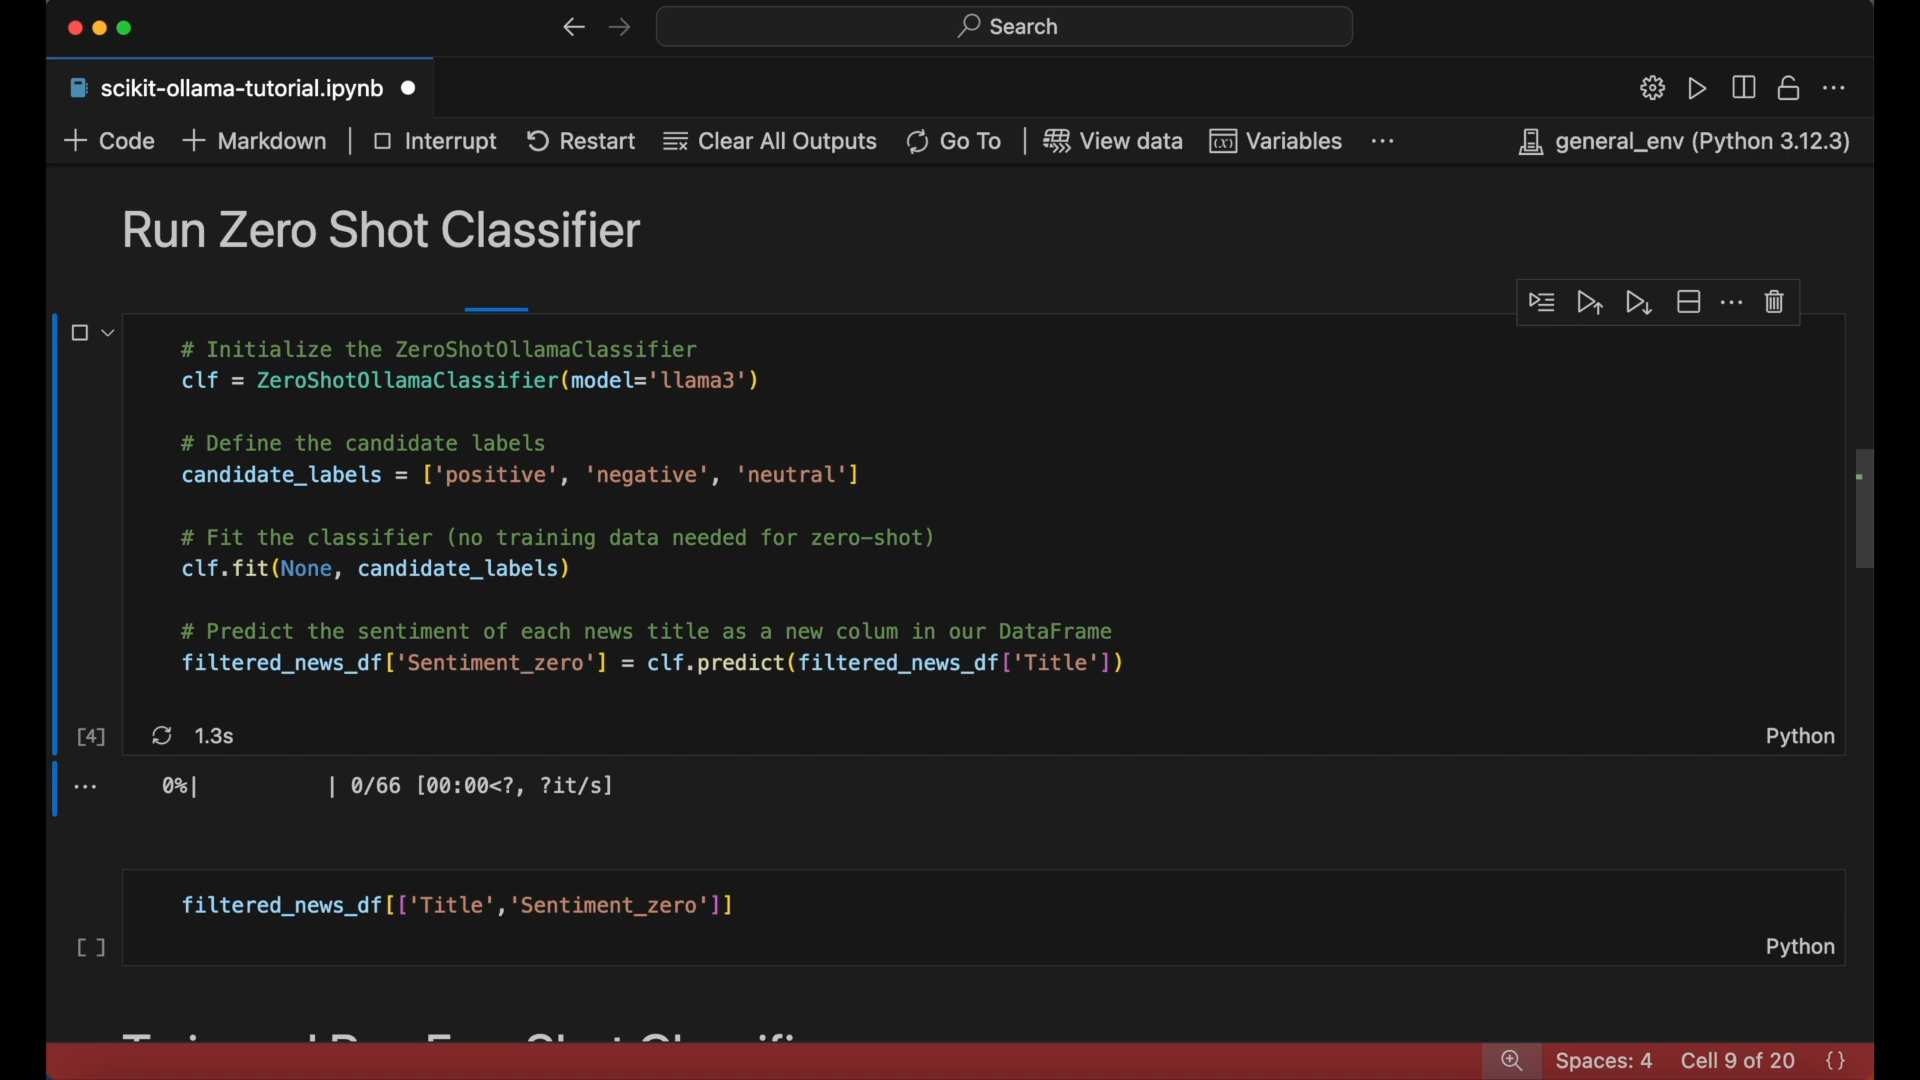 Search
scikit-ollama-tutorial.ipynb
Code Markdown | Interrupt Restart Clear All Outputs Go To | View data Variables ... general_env (Python 3.12.3)
Run Zero Shot Classifier
# Initialize the ZeroShotOllamaClassifier
clf = ZeroShotOllamaClassifier(model='llama3')
# Define the candidate labels
candidate_labels = ['positive', 'negative', 'neutral']
# Fit the classifier (no training data needed for zero-shot)
clf.fit(None, candidate_labels)
# Predict the sentiment of each news title as a new colum in our DataFrame
filtered_news_df['Sentiment_zero'] = clf.predict(filtered_news_df['Title'])
[4] 1.3s Python
0%| | 0/66 [00:00<?, ?it/s]
filtered_news_df[['Title','Sentiment_zero']]
[ ] Python
Spaces: 4 Cell 9 of 20 {}